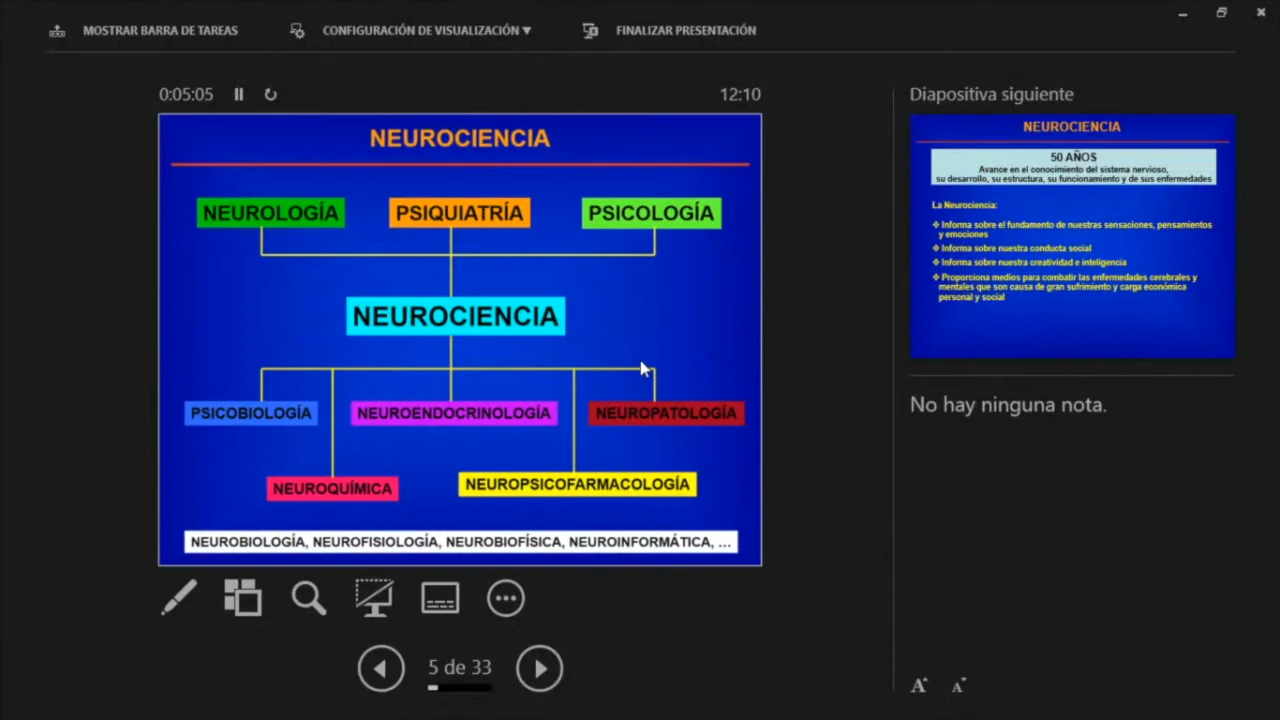 MOSTRAR BARRA DE TAREAS
CONFIGURACIÓN DE VISUALIZACIÓN ▼
FINALIZAR PRESENTACIÓN
0:05:05
12:10
NEUROCIENCIA
NEUROLOGÍA
PSIQUIATRÍA
PSICOLOGÍA
NEUROCIENCIA
PSICOBIOLOGÍA
NEUROENDOCRINOLOGÍA
NEUROPATOLOGÍA
NEUROQUÍMICA
NEUROPSICOFARMACOLOGÍA
NEUROBIOLOGÍA, NEUROFISIOLOGÍA, NEUROBIOFÍSICA, NEUROINFORMÁTICA, ...
5 de 33
Diapositiva siguiente
NEUROCIENCIA
50 AÑOS
Avance en el conocimiento del sistema nervioso,
su desarrollo, su estructura, su funcionamiento y de sus enfermedades
La Neurociencia:
❖ Informa sobre el fundamento de nuestras sensaciones, pensamientos
y emociones
❖ Informa sobre nuestra conducta social
❖ Informa sobre nuestra creatividad e inteligencia
❖ Proporciona medios para combatir las enfermedades cerebrales y
mentales que son causa de gran sufrimiento y carga económica
personal y social
No hay ninguna nota.
A A